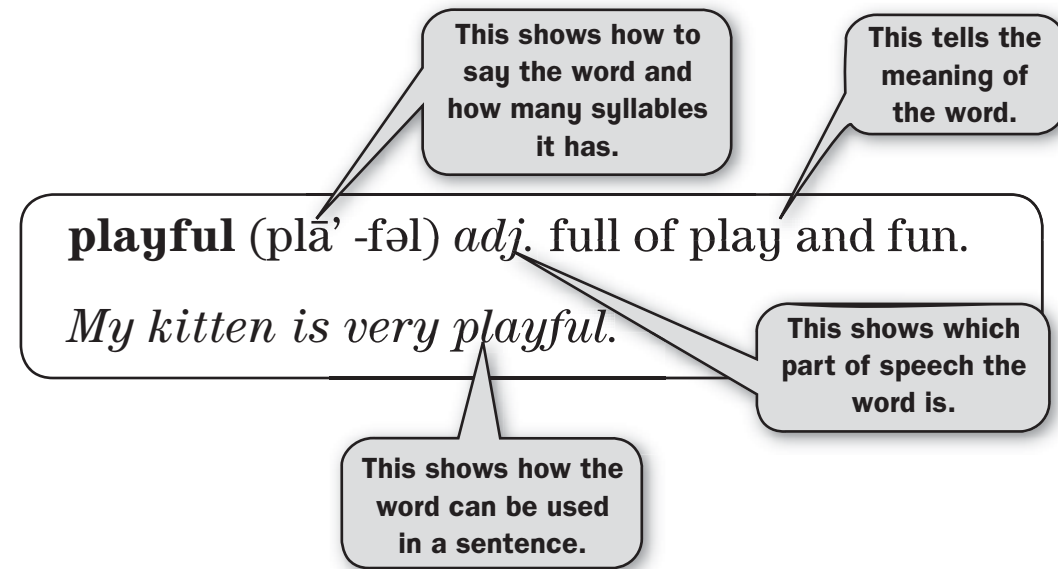 This shows how to
say the word and
how many syllables
it has.
This tells the
meaning of
the word.
playful (plā’ -fəl) adj. full of play and fun.
My kitten is very playful.
This shows which
part of speech the
word is.
This shows how the
word can be used
in a sentence.